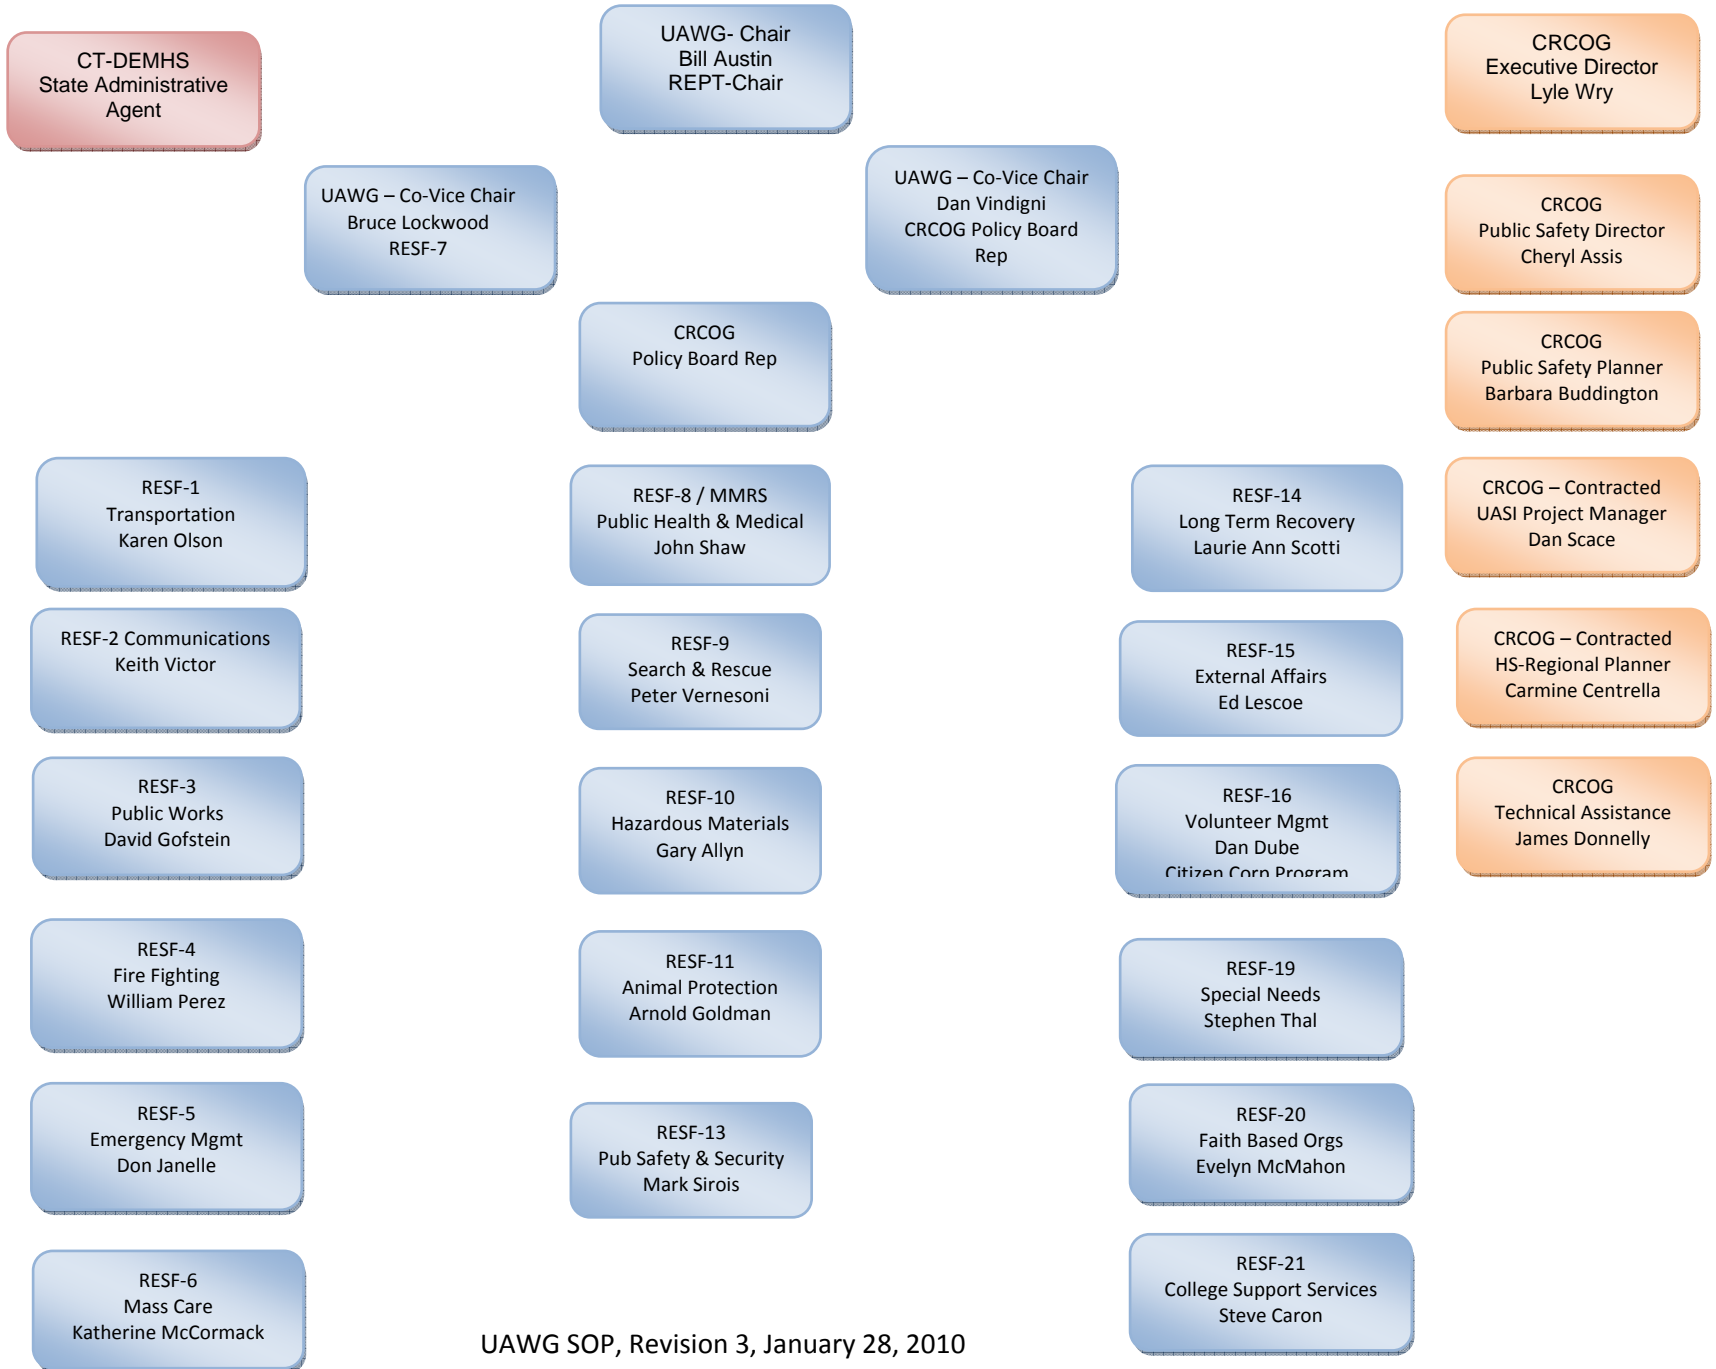 CT-DEMHS
State Administrative
Agent
UAWG- Chair
Bill Austin
REPT-Chair
CRCOG
Executive Director
Lyle Wry
UAWG – Co-Vice Chair
Bruce Lockwood
RESF-7
UAWG – Co-Vice Chair
Dan Vindigni
CRCOG Policy Board
Rep
CRCOG
Public Safety Director
Cheryl Assis
CRCOG
Policy Board Rep
CRCOG
Public Safety Planner
Barbara Buddington
RESF-1
Transportation
Karen Olson
RESF-2 Communications
Keith Victor
RESF-3
Public Works
David Gofstein
RESF-4
Fire Fighting
William Perez
RESF-5
Emergency Mgmt
Don Janelle
RESF-6
Mass Care
Katherine McCormack
RESF-8 / MMRS
Public Health & Medical
John Shaw
RESF-9
Search & Rescue
Peter Vernesoni
RESF-10
Hazardous Materials
Gary Allyn
RESF-11
Animal Protection
Arnold Goldman
RESF-13
Pub Safety & Security
Mark Sirois
RESF-14
Long Term Recovery
Laurie Ann Scotti
RESF-15
External Affairs
Ed Lescoe
RESF-16
Volunteer Mgmt
Dan Dube
Citizen Corp Program
RESF-19
Special Needs
Stephen Thal
RESF-20
Faith Based Orgs
Evelyn McMahon
RESF-21
College Support Services
Steve Caron
CRCOG – Contracted
UASI Project Manager
Dan Scace
CRCOG – Contracted
HS-Regional Planner
Carmine Centrella
CRCOG
Technical Assistance
James Donnelly
UAWG SOP, Revision 3, January 28, 2010